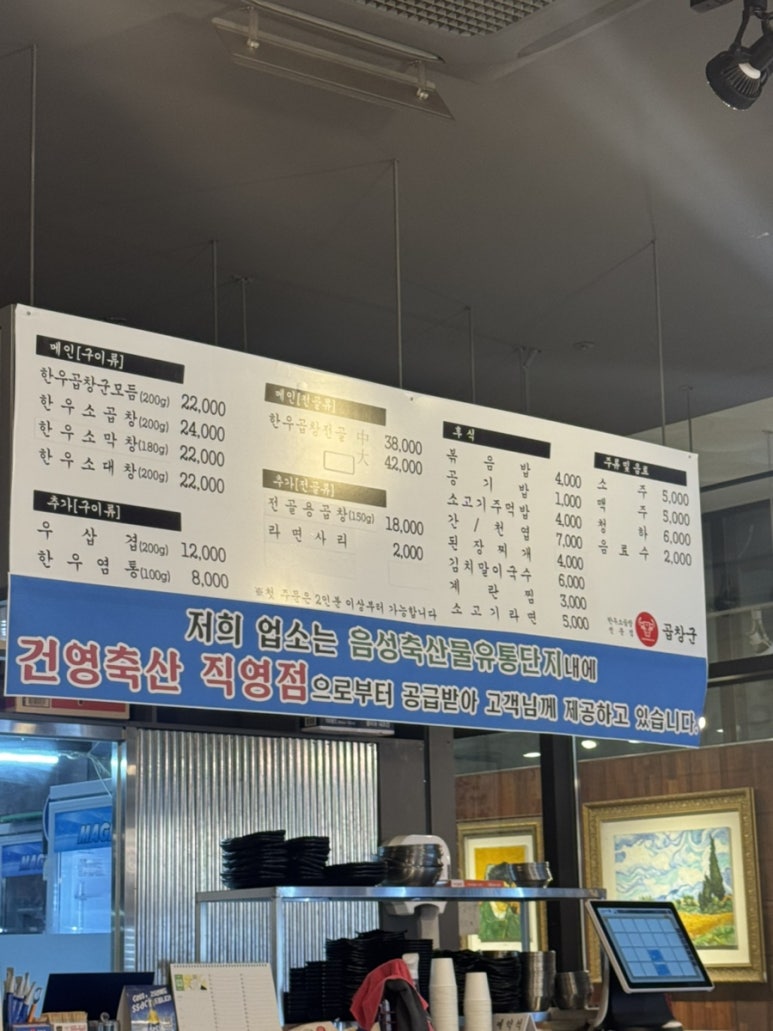 메인[구이류]
한우곱창군모듬(200g) 22,000
한우소곱창(200g) 24,000
한우소막창(180g) 22,000
한우소대창(200g) 22,000
추가[구이류]
우삼겹(200g) 12,000
한우염통(100g) 8,000
메인[전골류]
한우곱창전골 中 38,000
大 42,000
추가[전골류]
전골용곱창(150g) 18,000
라면사리 2,000
※첫 주문은 2인분 이상부터 가능합니다
후식
볶음밥 4,000
공기밥 1,000
소고기주먹밥 4,000
간/천엽 7,000
된장찌개 4,000
김치말이국수 6,000
계란찜 3,000
소고기라면 5,000
주류및음료
소주 5,000
맥주 5,000
청하 6,000
음료수 2,000
한우소곱창
전문점
곱창군
저희 업소는 음성축산물유통단지내에
건영축산 직영점으로부터 공급받아 고객님께 제공하고 있습니다.
MAG
MAG